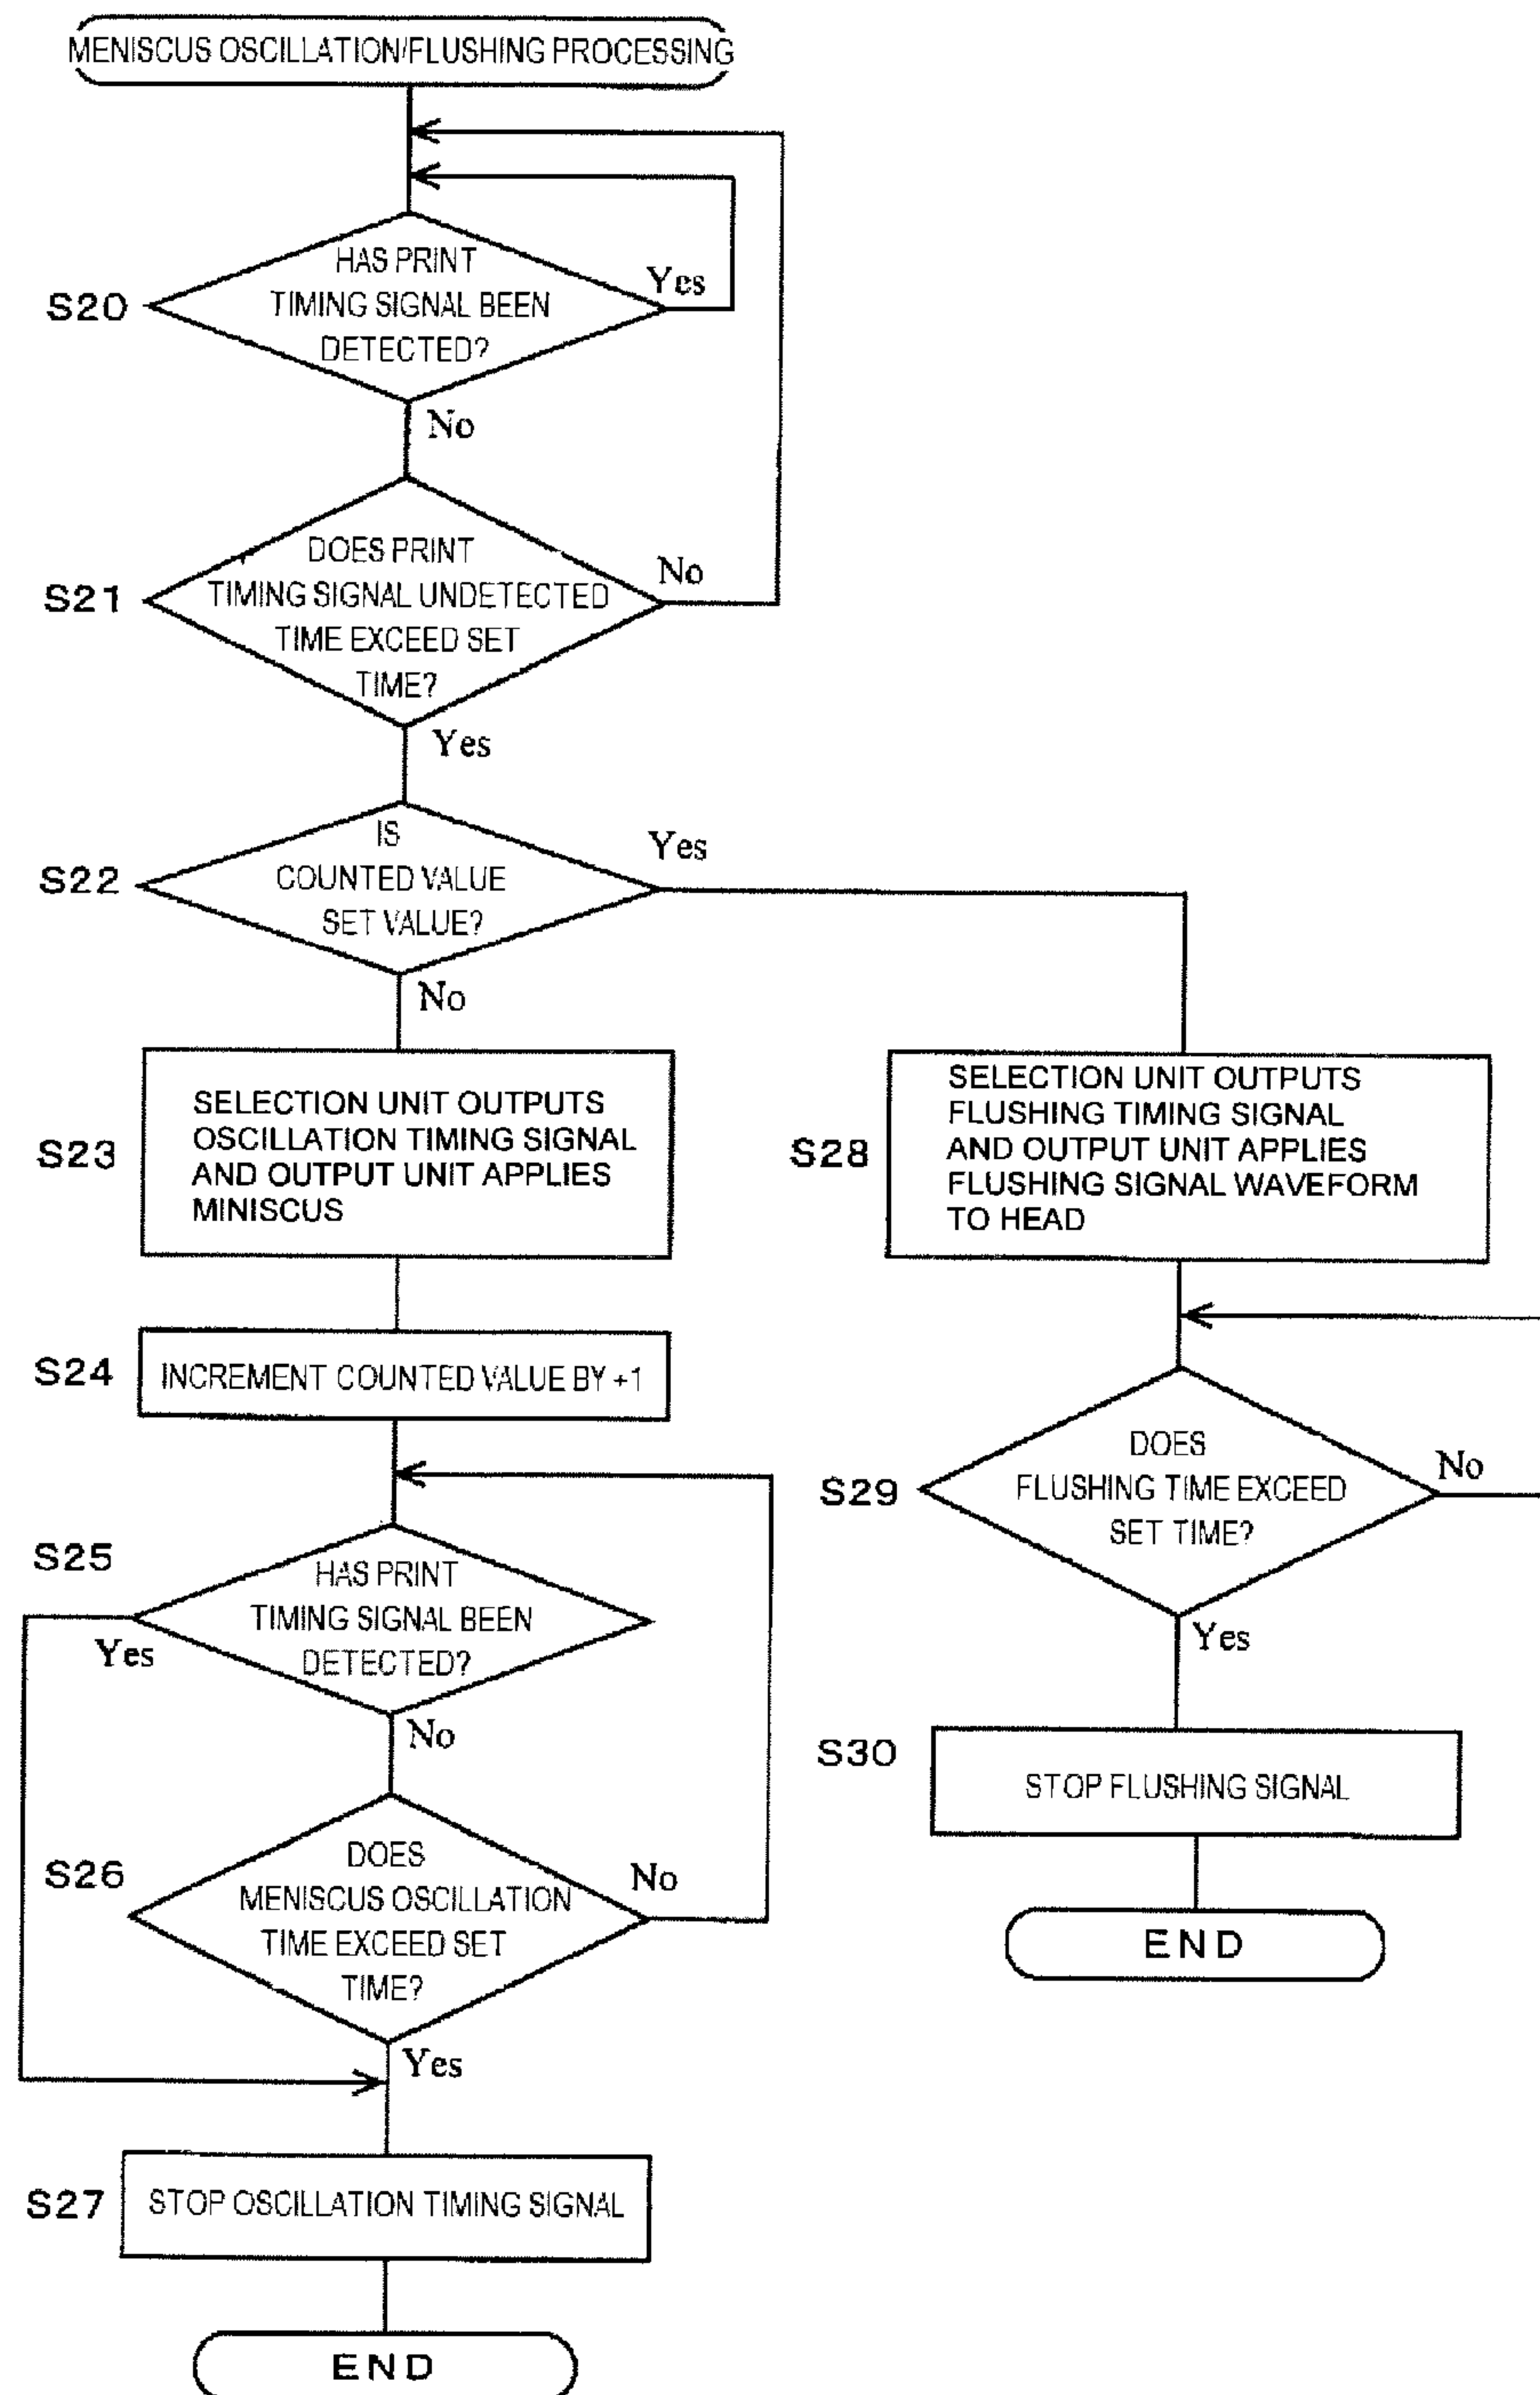 MENISCUS OSCILLATION/FLUSHING PROCESSING
S20
HAS PRINT
TIMING SIGNAL BEEN
DETECTED?
Yes
No
S21
DOES PRINT
TIMING SIGNAL UNDETECTED
TIME EXCEED SET
TIME?
No
Yes
S22
IS
COUNTED VALUE
SET VALUE?
Yes
No
S23
SELECTION UNIT OUTPUTS
OSCILLATION TIMING SIGNAL
AND OUTPUT UNIT APPLIES
MINISCUS
S24
INCREMENT COUNTED VALUE BY +1
S25
HAS PRINT
TIMING SIGNAL BEEN
DETECTED?
Yes
No
S26
DOES
MENISCUS OSCILLATION
TIME EXCEED SET
TIME?
No
Yes
S27
STOP OSCILLATION TIMING SIGNAL
END
S28
SELECTION UNIT OUTPUTS
FLUSHING TIMING SIGNAL
AND OUTPUT UNIT APPLIES
FLUSHING SIGNAL WAVEFORM
TO HEAD
S29
DOES
FLUSHING TIME EXCEED
SET TIME?
No
Yes
S30
STOP FLUSHING SIGNAL
END